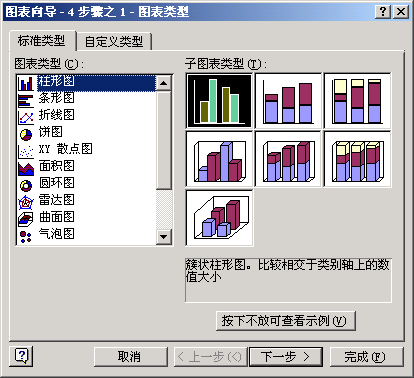 图表向导 - 4 步骤之 1 - 图表类型
标准类型 自定义类型
图表类型(C): 子图表类型(T):
柱形图
条形图
折线图
饼图
XY 散点图
面积图
圆环图
雷达图
曲面图
气泡图
簇状柱形图。比较相交于类别轴上的数
值大小
按下不放可查看示例(V)
取消 < 上一步(<) 下一步 > 完成(F)